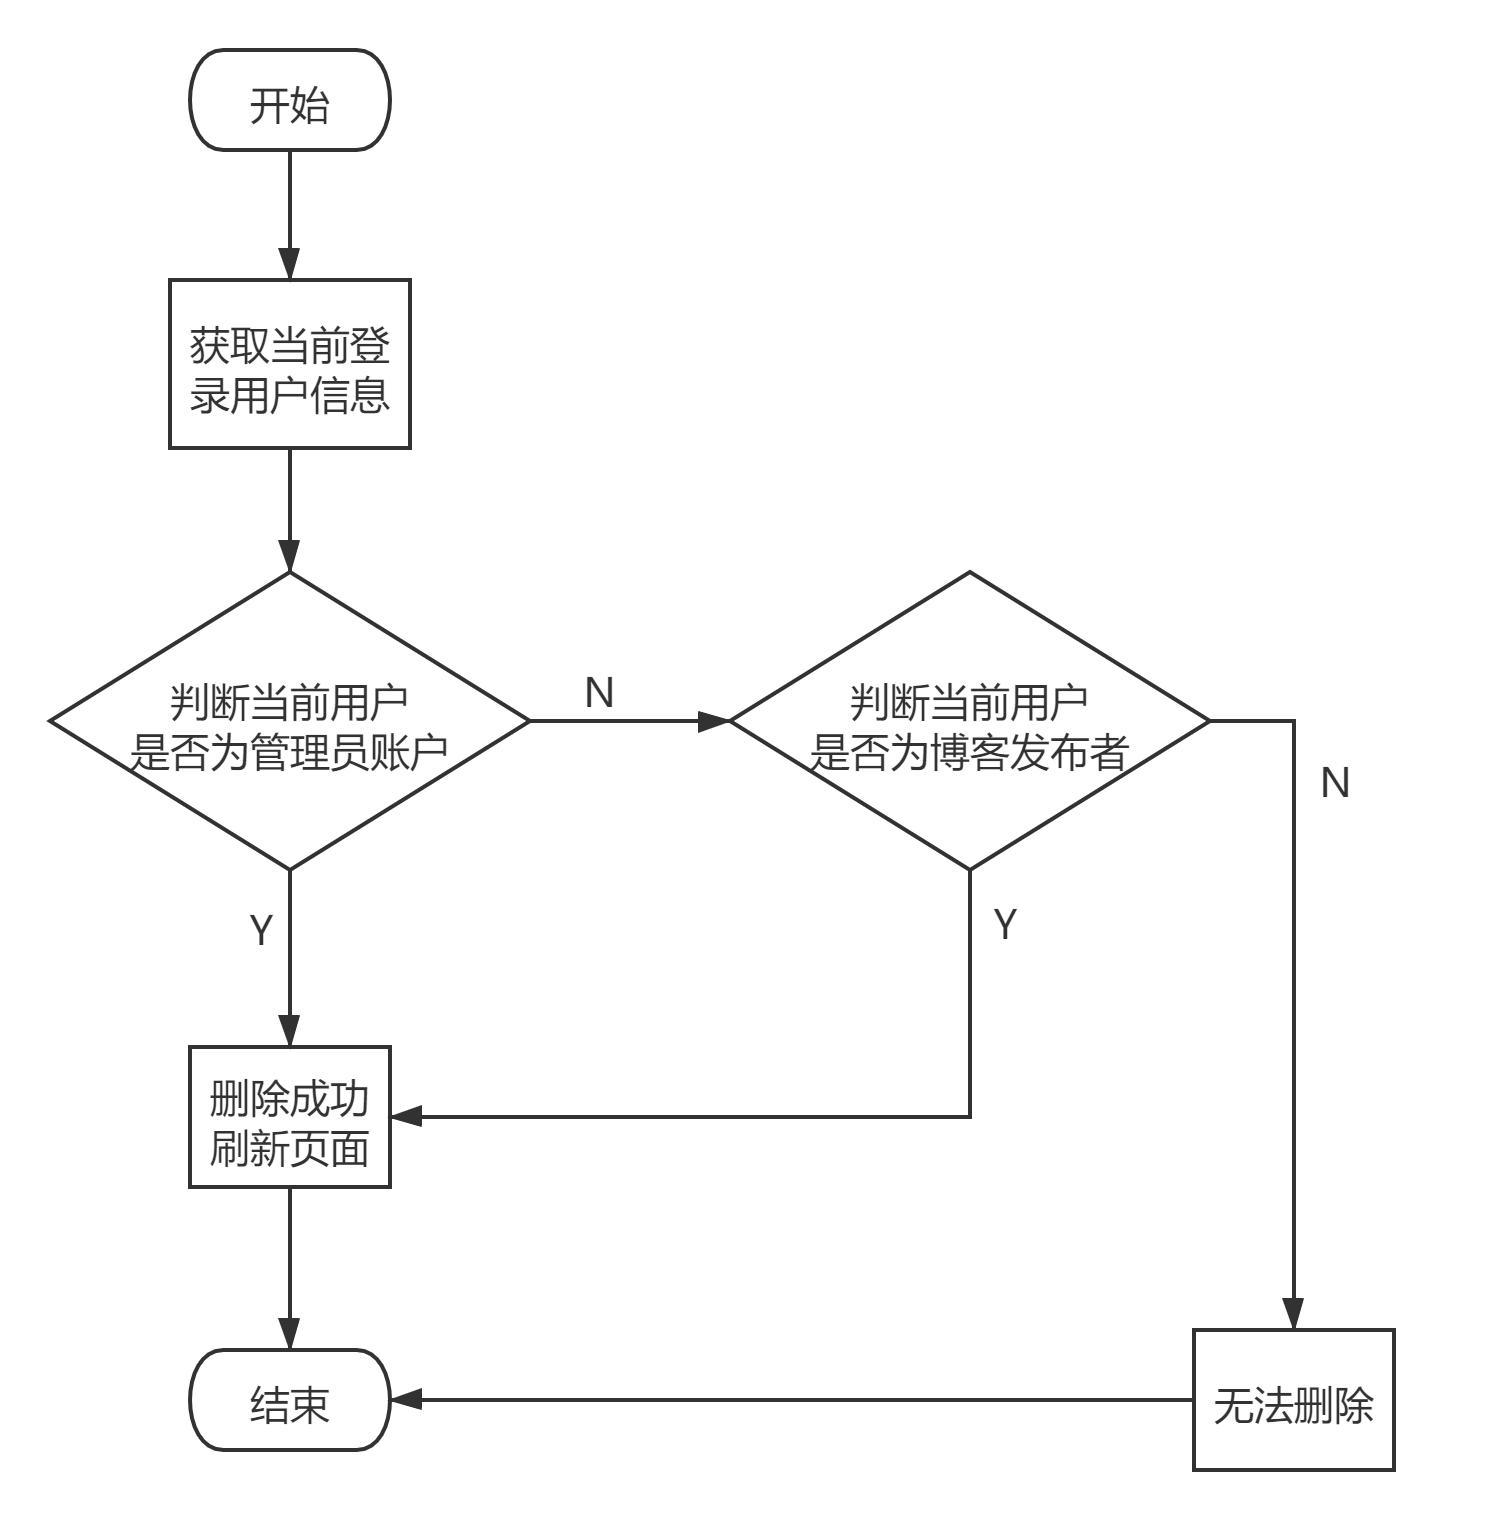 开始
获取当前登
录用户信息
判断当前用户
是否为管理员账户
N
判断当前用户
是否为博客发布者
N
Y
Y
删除成功
刷新页面
结束
无法删除